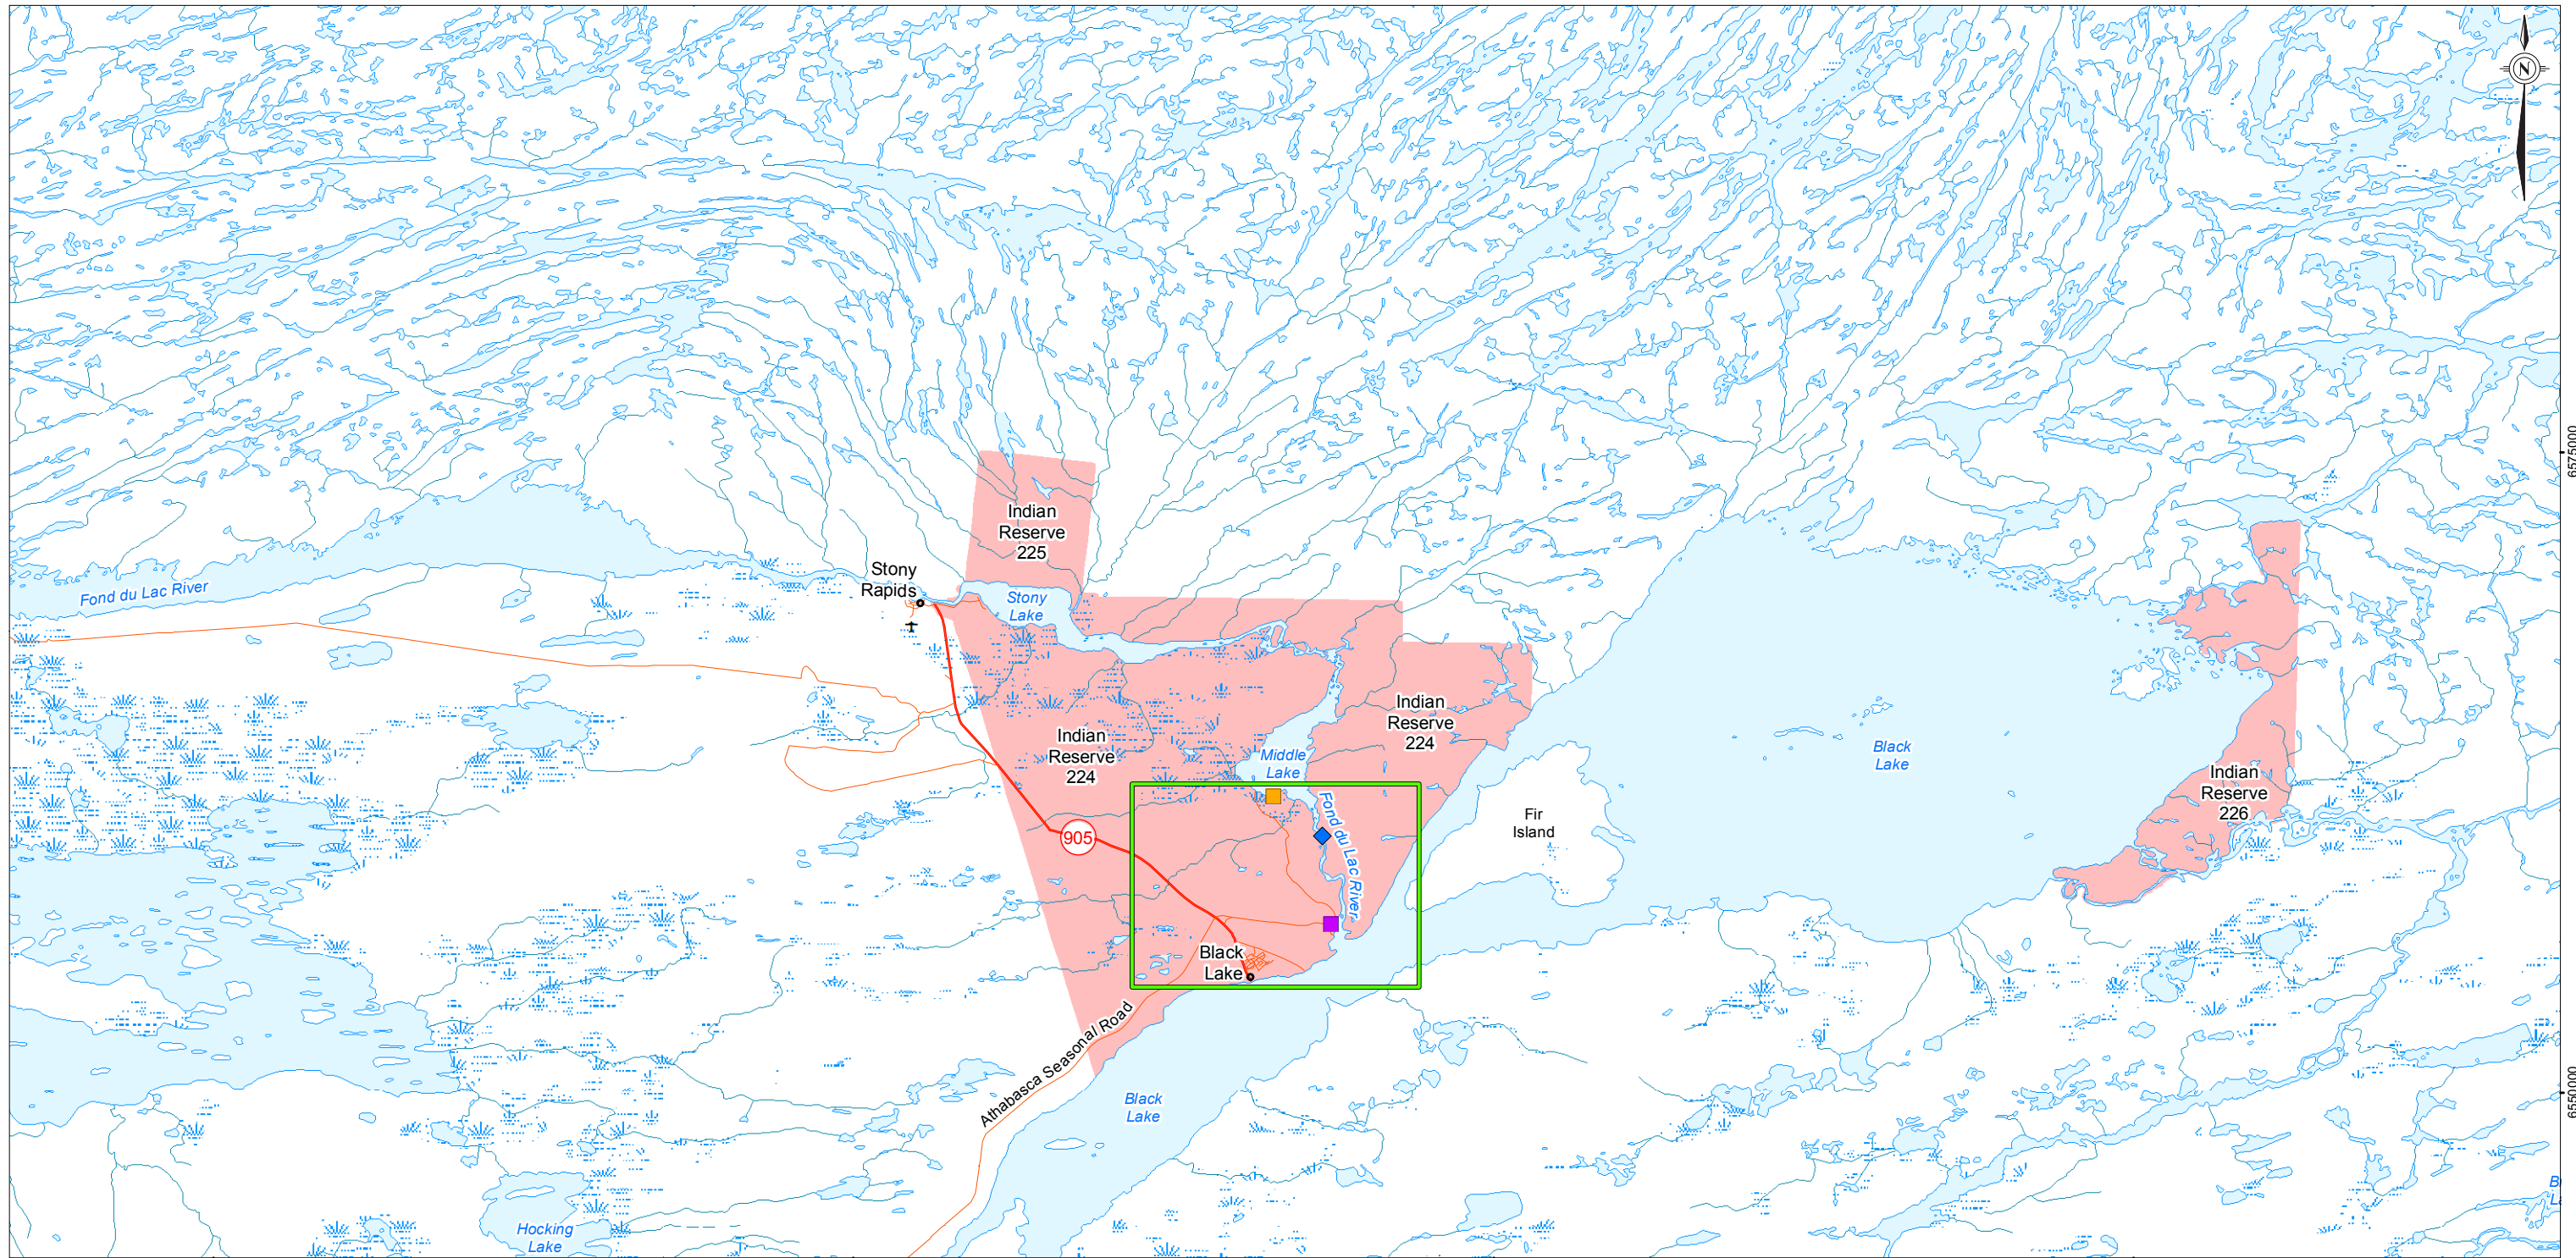 N
6575000
Indian
Reserve
225
Stony
Rapids
Fond du Lac River
Stony
Lake
Indian
Reserve
224
Indian
Reserve
224
Middle
Lake
Black
Lake
Indian
Reserve
226
Fir
Island
905
Fond du Lac River
Black
Lake
Athabasca Seasonal Road
Black
Lake
6550000
Hocking
Lake